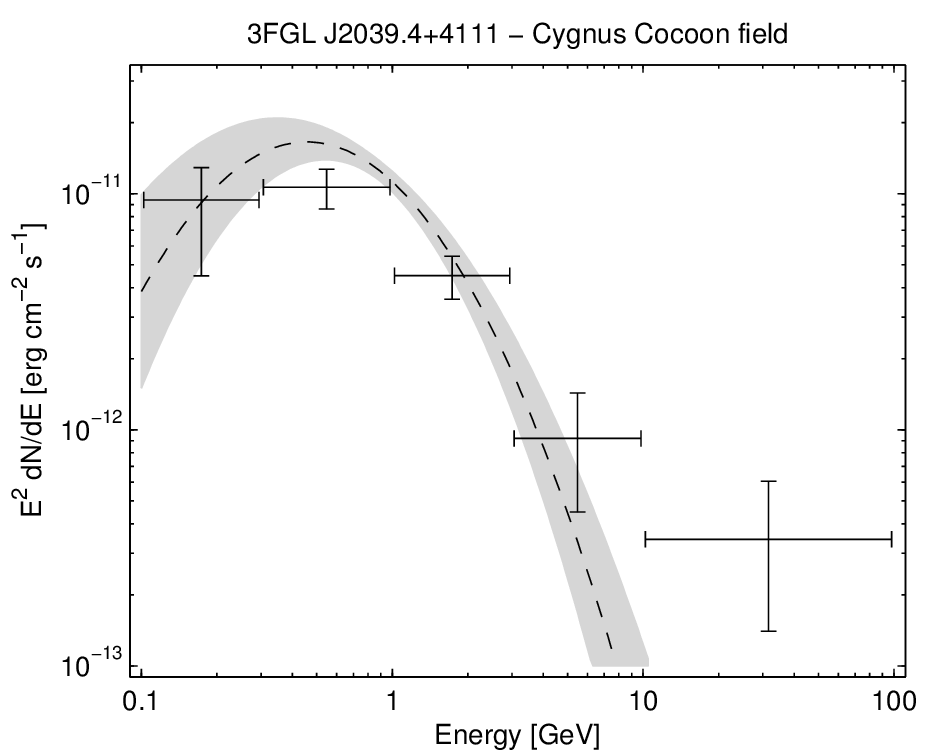 3FGL J2039.4+4111 − Cygnus Cocoon field
E² dN/dE [erg cm⁻² s⁻¹]
10⁻¹¹
10⁻¹²
10⁻¹³
0.1 1 10 100
Energy [GeV]